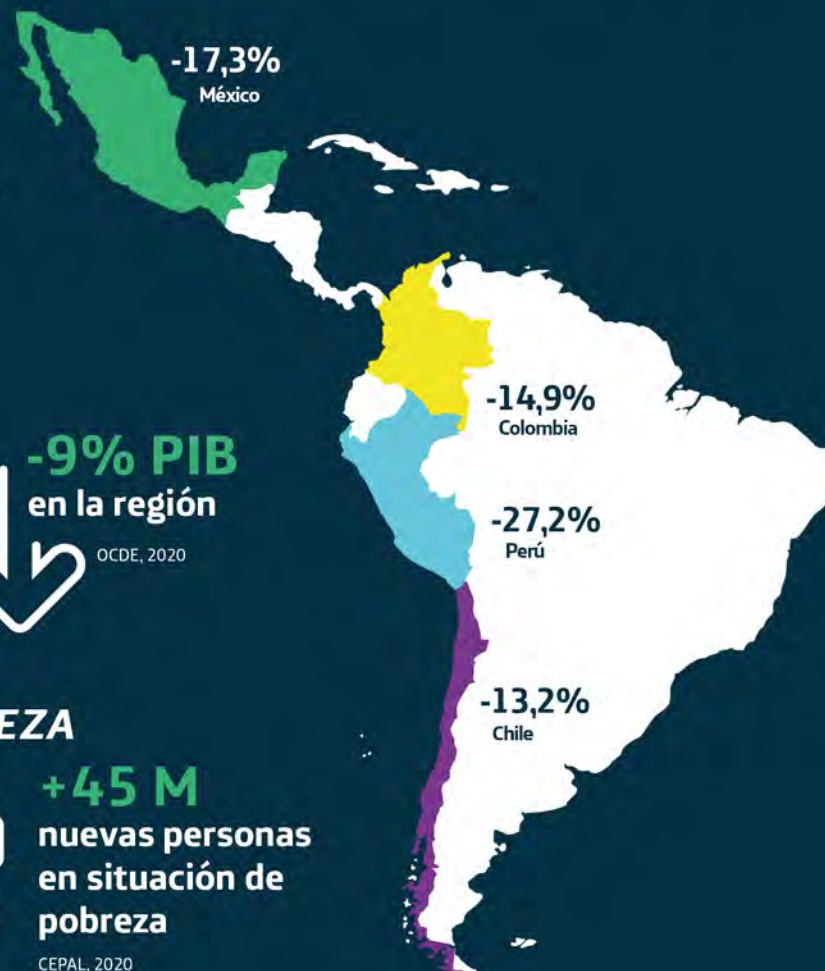 -17,3%
México
-14,9%
Colombia
-9% PIB
en la región
OCDE, 2020
-27,2%
Perú
-13,2%
Chile
EZA
+45 M
nuevas personas
en situación de
pobreza
CEPAL, 2020